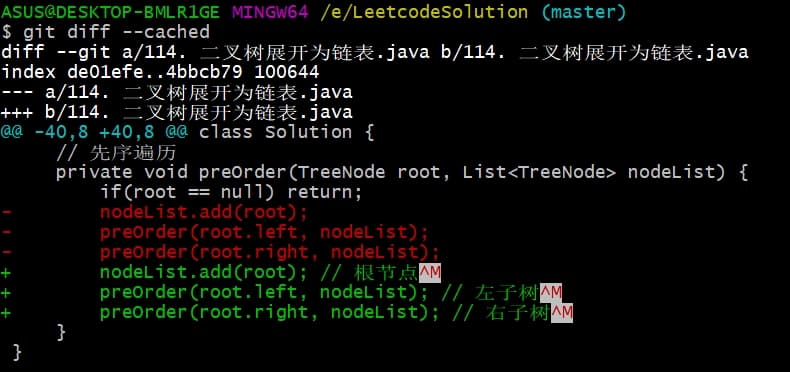 ASUS@DESKTOP-BMLR1GE MINGW64 /e/LeetcodeSolution (master)
$ git diff --cached
diff --git a/114. 二叉树展开为链表.java b/114. 二叉树展开为链表.java
index de01efe..4bbcb79 100644
--- a/114. 二叉树展开为链表.java
+++ b/114. 二叉树展开为链表.java
@@ -40,8 +40,8 @@ class Solution {
     // 先序遍历
     private void preOrder(TreeNode root, List<TreeNode> nodeList) {
         if(root == null) return;
-        nodeList.add(root);
-        preOrder(root.left, nodeList);
-        preOrder(root.right, nodeList);
+        nodeList.add(root); // 根节点^M
+        preOrder(root.left, nodeList); // 左子树^M
+        preOrder(root.right, nodeList); // 右子树^M
     }
 }